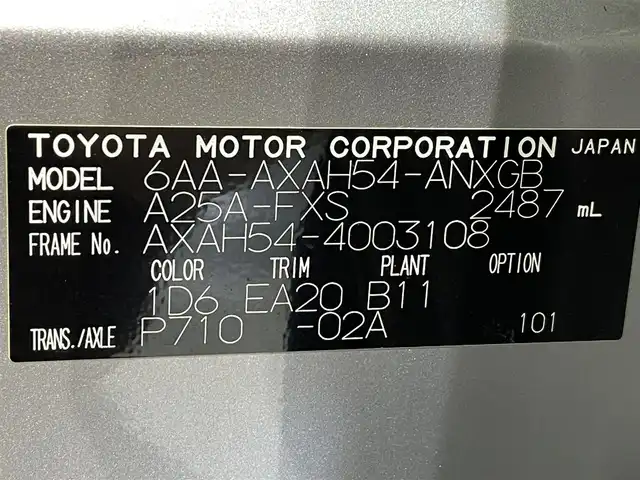 TOYOTA MOTOR CORPORATION JAPAN
MODEL 6AA-AXAH54-ANXGB
ENGINE A25A-FXS 2487 mL
FRAME No. AXAH54-4003108
COLOR TRIM PLANT OPTION
1D6 EA20 B11
TRANS./AXLE P710 -02A 101